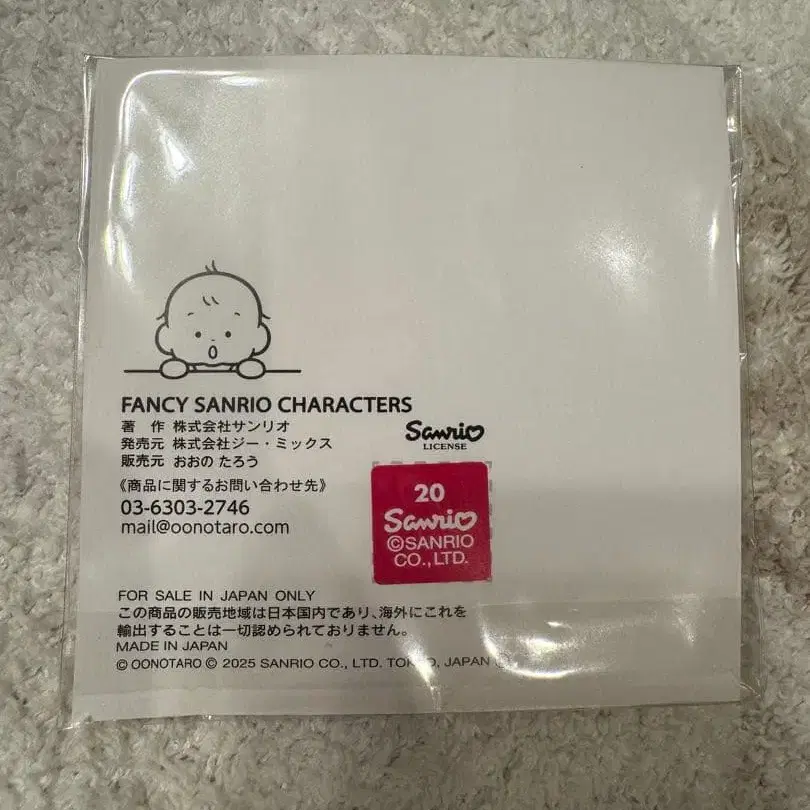 FANCY SANRIO CHARACTERS
著 作 株式会社サンリオ
発売元 株式会社ジー・ミックス
販売元 おおの たろう
Sanrio
LICENSE
《商品に関するお問い合わせ先》
03-6303-2746
mail@oonotaro.com
20
Sanrio
©SANRIO
CO., LTD.
FOR SALE IN JAPAN ONLY
この商品の販売地域は日本国内であり、海外にこれを
輸出することは一切認められておりません。
MADE IN JAPAN
© OONOTARO © 2025 SANRIO CO., LTD. TOKYO, JAPAN